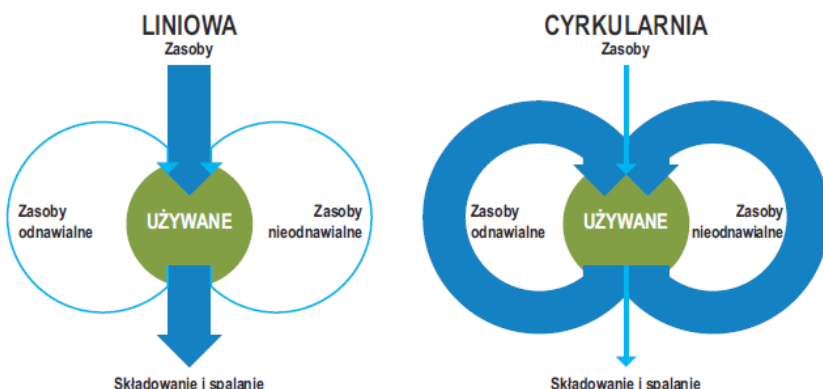 LINIOWA
Zasoby
Zasoby
odnawialne
UŻYWANE
Zasoby
nieodnawialne
Składowanie i spalanie
CYRKULARNIA
Zasoby
Zasoby
odnawialne
UŻYWANE
Zasoby
nieodnawialne
Składowanie i spalanie